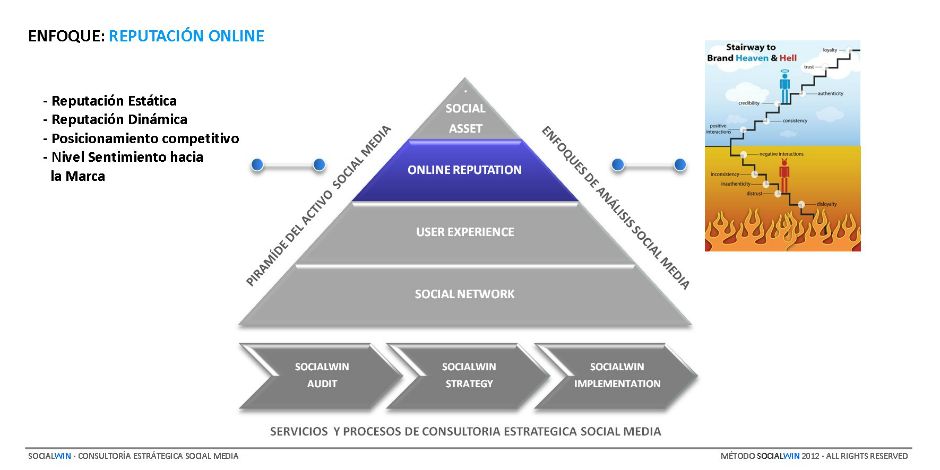 ENFOQUE: REPUTACIÓN ONLINE
- Reputación Estática
- Reputación Dinámica
- Posicionamiento competitivo
- Nivel Sentimiento hacia
la Marca
PIRAMÍDE DEL ACTIVO SOCIAL MEDIA
SOCIAL
ASSET
ONLINE REPUTATION
USER EXPERIENCE
SOCIAL NETWORK
ENFOQUES DE ANÁLISIS SOCIAL MEDIA
Stairway to
Brand Heaven & Hell
loyalty
trust
authenticity
credibility
consistency
positive
interactions
negative interactions
inconsistency
inauthenticity
distrust
disloyalty
SOCIALWIN
AUDIT
SOCIALWIN
STRATEGY
SOCIALWIN
IMPLEMENTATION
SERVICIOS Y PROCESOS DE CONSULTORIA ESTRATEGICA SOCIAL MEDIA
SOCIALWIN - CONSULTORÍA ESTRÁTEGICA SOCIAL MEDIA
MÉTODO SOCIALWIN 2012 - ALL RIGHTS RESERVED